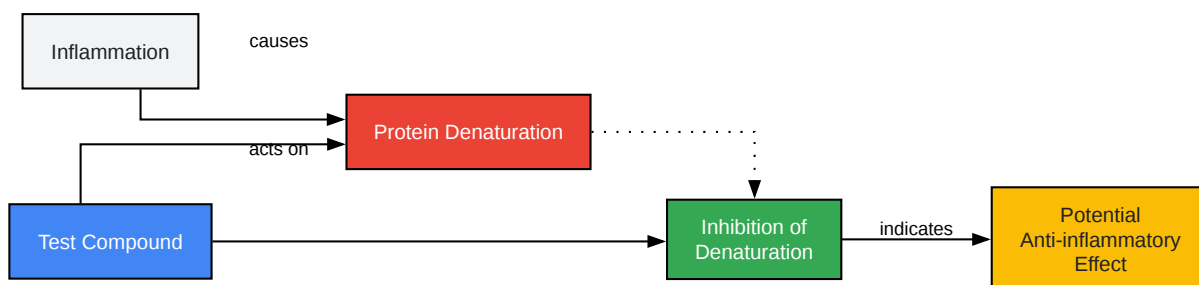 Inflammation
causes
Protein Denaturation
acts on
Test Compound
Inhibition of
Denaturation
indicates
Potential
Anti-inflammatory
Effect